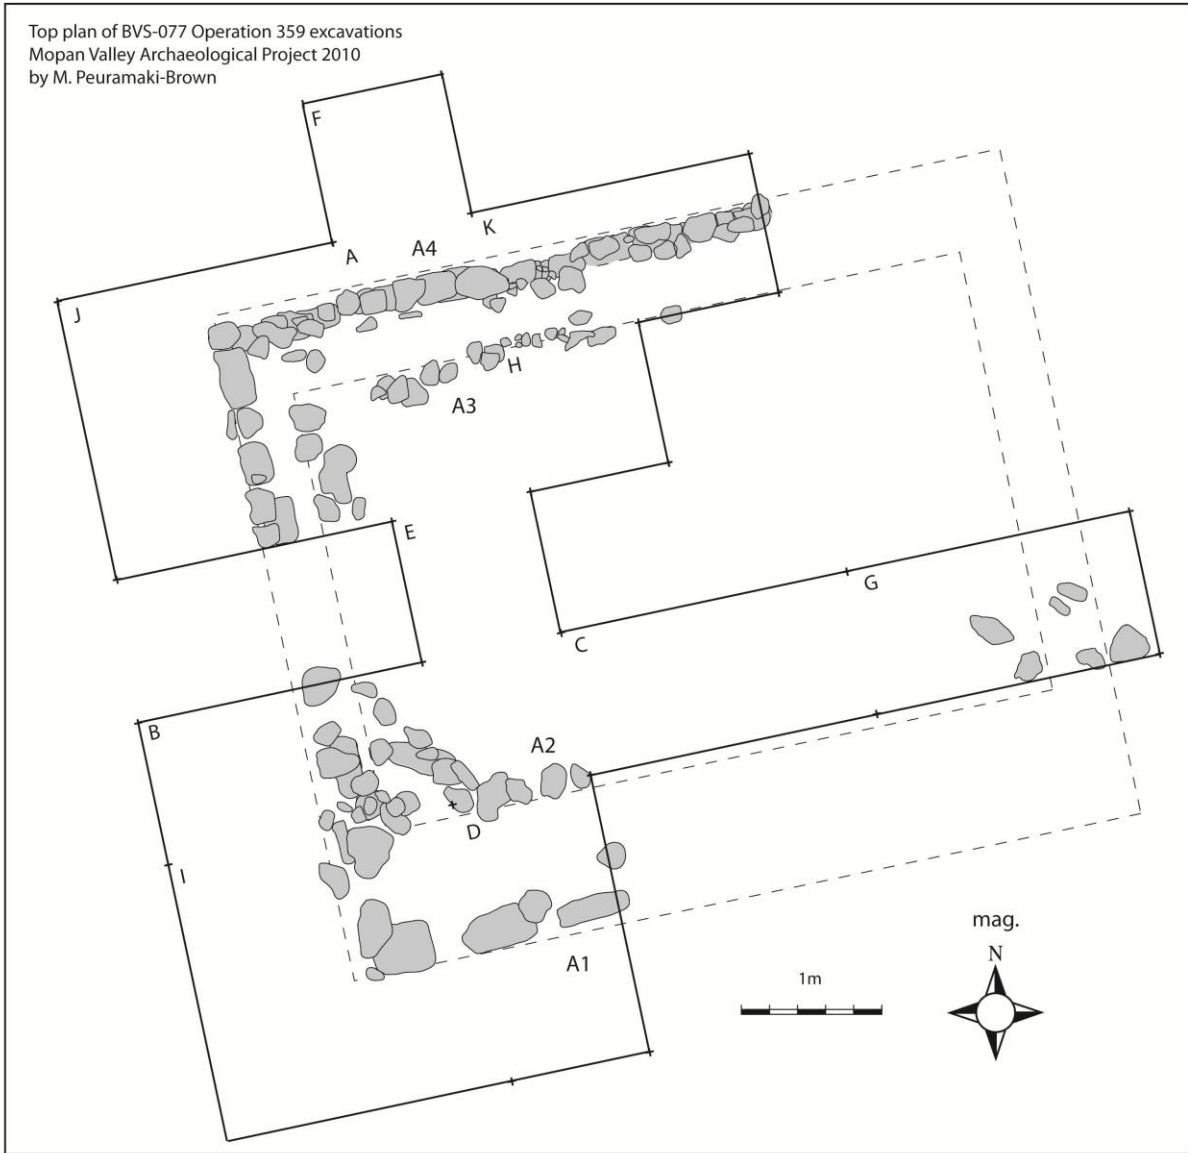 Top plan of BVS-077 Operation 359 excavations
Mopan Valley Archaeological Project 2010
by M. Peuramaki-Brown
F
K
A
A4
J
H
A3
E
G
C
B
A2
D
I
A1
mag.
N
1m